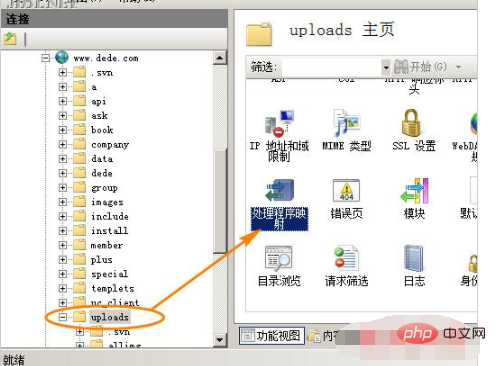 连接
www.dede.com
.svn
a
api
ask
book
company
data
dede
group
images
include
install
member
plus
special
templets
uc_client
uploads
.svn
allimg
就绪
uploads 主页
筛选:
开始(G)
IP 地址和域限制
MIME 类型
SSL 设置
WebDA
处理程序映射
错误页
404
模块
默认
目录浏览
请求筛选
日志
身份
功能视图
内
php 中文网